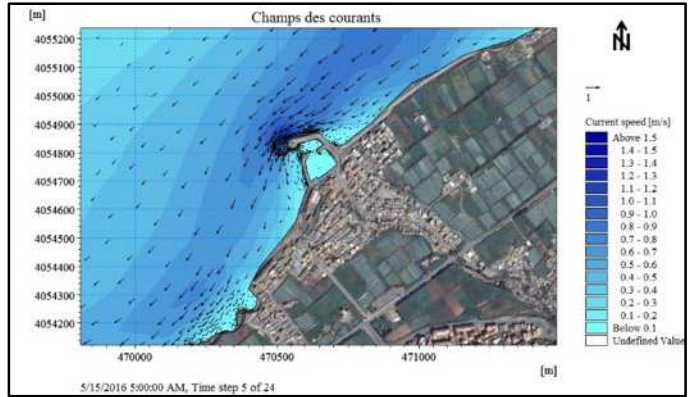 [m]
Champs des courants
N
4055200
4055100
4055000
4054900
4054800
4054700
4054600
4054500
4054400
4054300
4054200
470000
470500
471000
[m]
1
Current speed [m/s]
Above 1.5
1.4 - 1.5
1.3 - 1.4
1.2 - 1.3
1.1 - 1.2
1.0 - 1.1
0.9 - 1.0
0.8 - 0.9
0.7 - 0.8
0.6 - 0.7
0.5 - 0.6
0.4 - 0.5
0.3 - 0.4
0.2 - 0.3
0.1 - 0.2
Below 0.1
Undefined Value
5/15/2016 5:00:00 AM, Time step 5 of 24